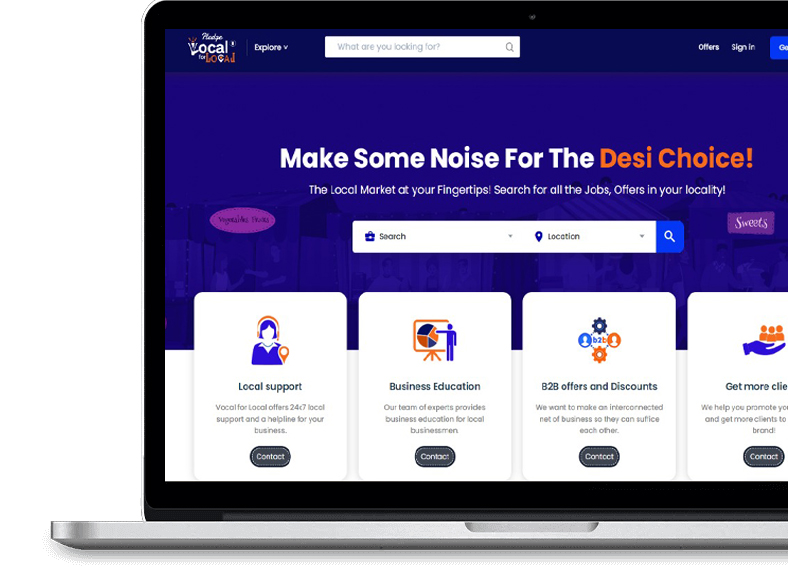 Pledge
Vocal
for Local
Explore
What are you looking for?
Offers
Sign in
Ge
Make Some Noise For The Desi Choice!
The Local Market at your Fingertips! Search for all the Jobs, Offers in your locality!
Sweets
Search
Location
b2b
Local support
Vocal for Local offers 24x7 local
support and a helpline for your
business.
Contact
Business Education
Our team of experts provides
business education for local
businessmen.
Contact
B2B offers and Discounts
We want to make an interconnected
net of business so they can suffice
each other.
Contact
Get more clie
We help you promote you
and get more clients to
brand!
Contact